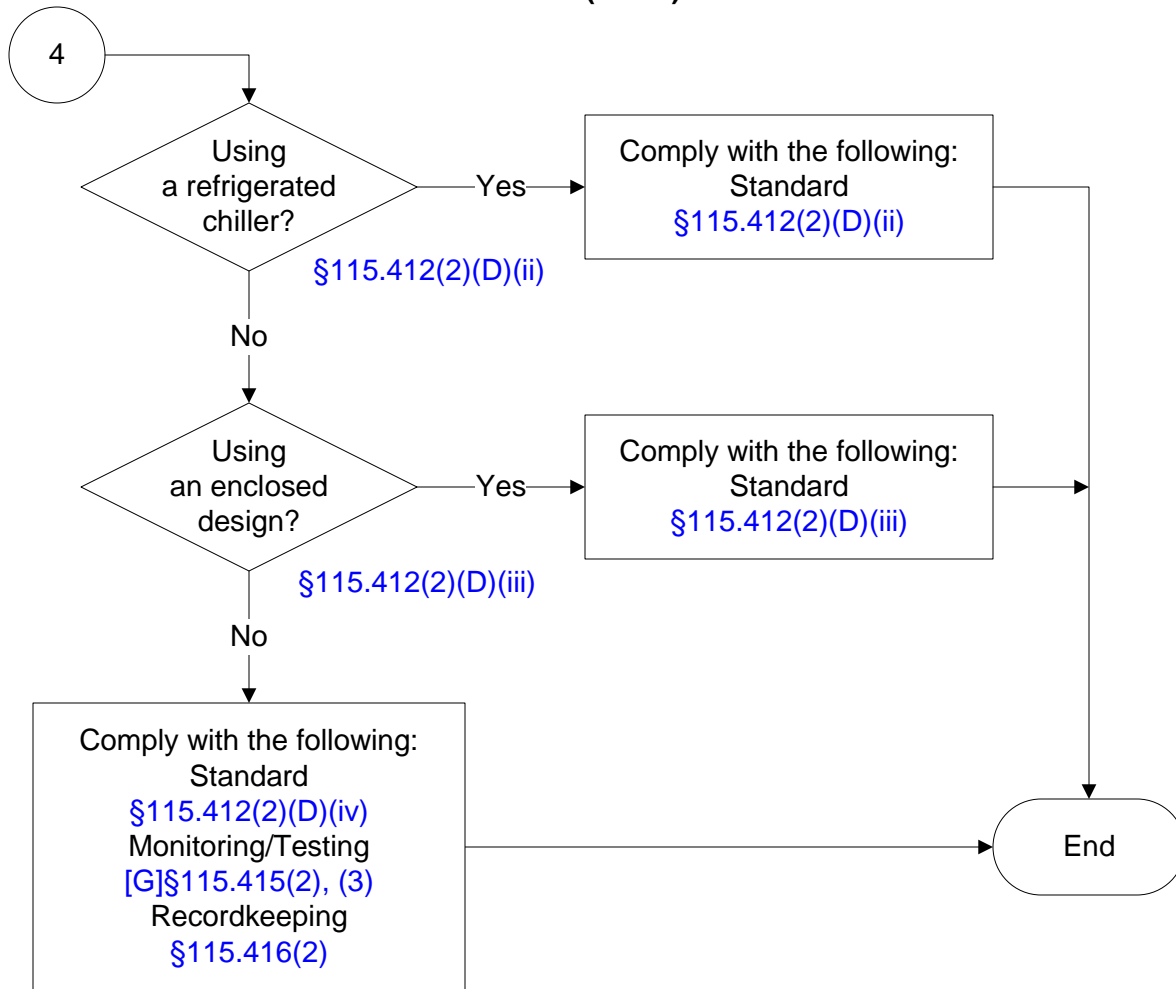 4
Using
a refrigerated
chiller?
Yes
Comply with the following:
Standard
§115.412(2)(D)(ii)
§115.412(2)(D)(ii)
No
Using
an enclosed
design?
Yes
Comply with the following:
Standard
§115.412(2)(D)(iii)
§115.412(2)(D)(iii)
No
Comply with the following:
Standard
§115.412(2)(D)(iv)
Monitoring/Testing
[G]§115.415(2), (3)
Recordkeeping
§115.416(2)
End